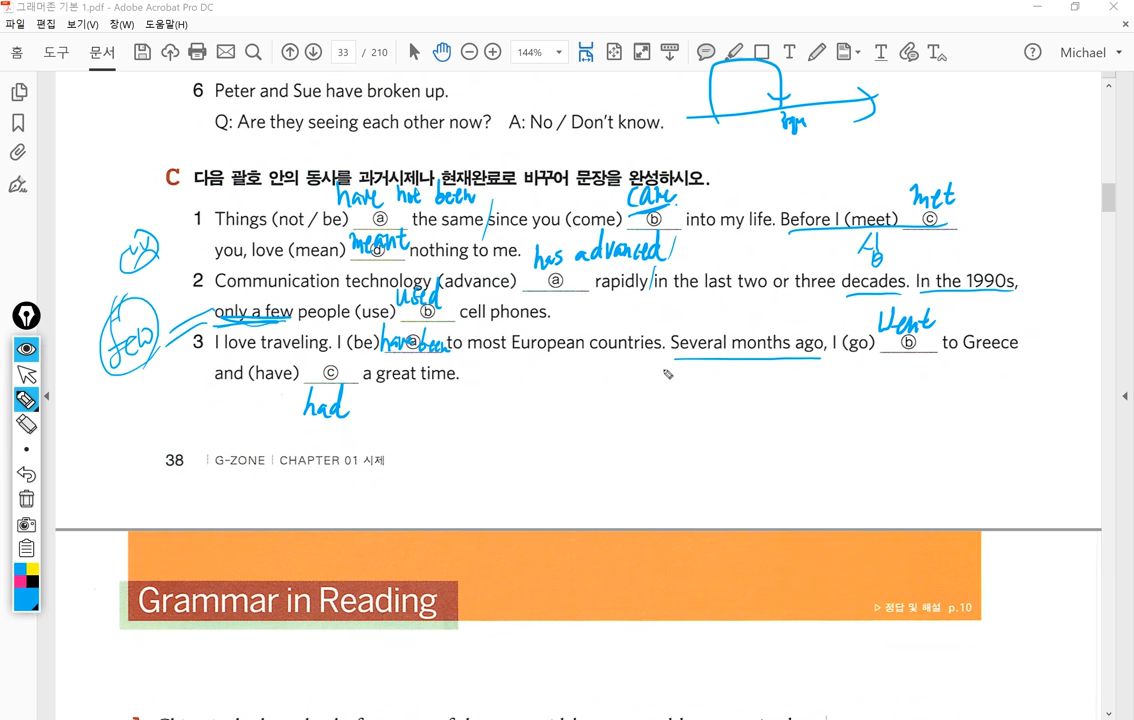 그래머존 기본 1.pdf - Adobe Acrobat Pro DC
파일 편집 보기(V) 창(W) 도움말(H)
홈 도구 문서 33 / 210 144% Michael
6 Peter and Sue have broken up.
Q: Are they seeing each other now? A: No / Don't know.
C 다음 괄호 안의 동사를 과거시제나 현재완료로 바꾸어 문장을 완성하시오.
have not been came met
1 Things (not / be) ⓐ the same since you (come) ⓑ into my life. Before I (meet) ⓒ
meant
you, love (mean) ⓓ nothing to me.
has advanced
2 Communication technology (advance) ⓐ rapidly in the last two or three decades. In the 1990s,
used
only a few people (use) ⓑ cell phones.
few
went
3 I love traveling. I (be) ⓐ to most European countries. Several months ago, I (go) ⓑ to Greece
have been
and (have) ⓒ a great time.
had
38 G-ZONE CHAPTER 01 시제
Grammar in Reading
▷ 정답 및 해설 p.10